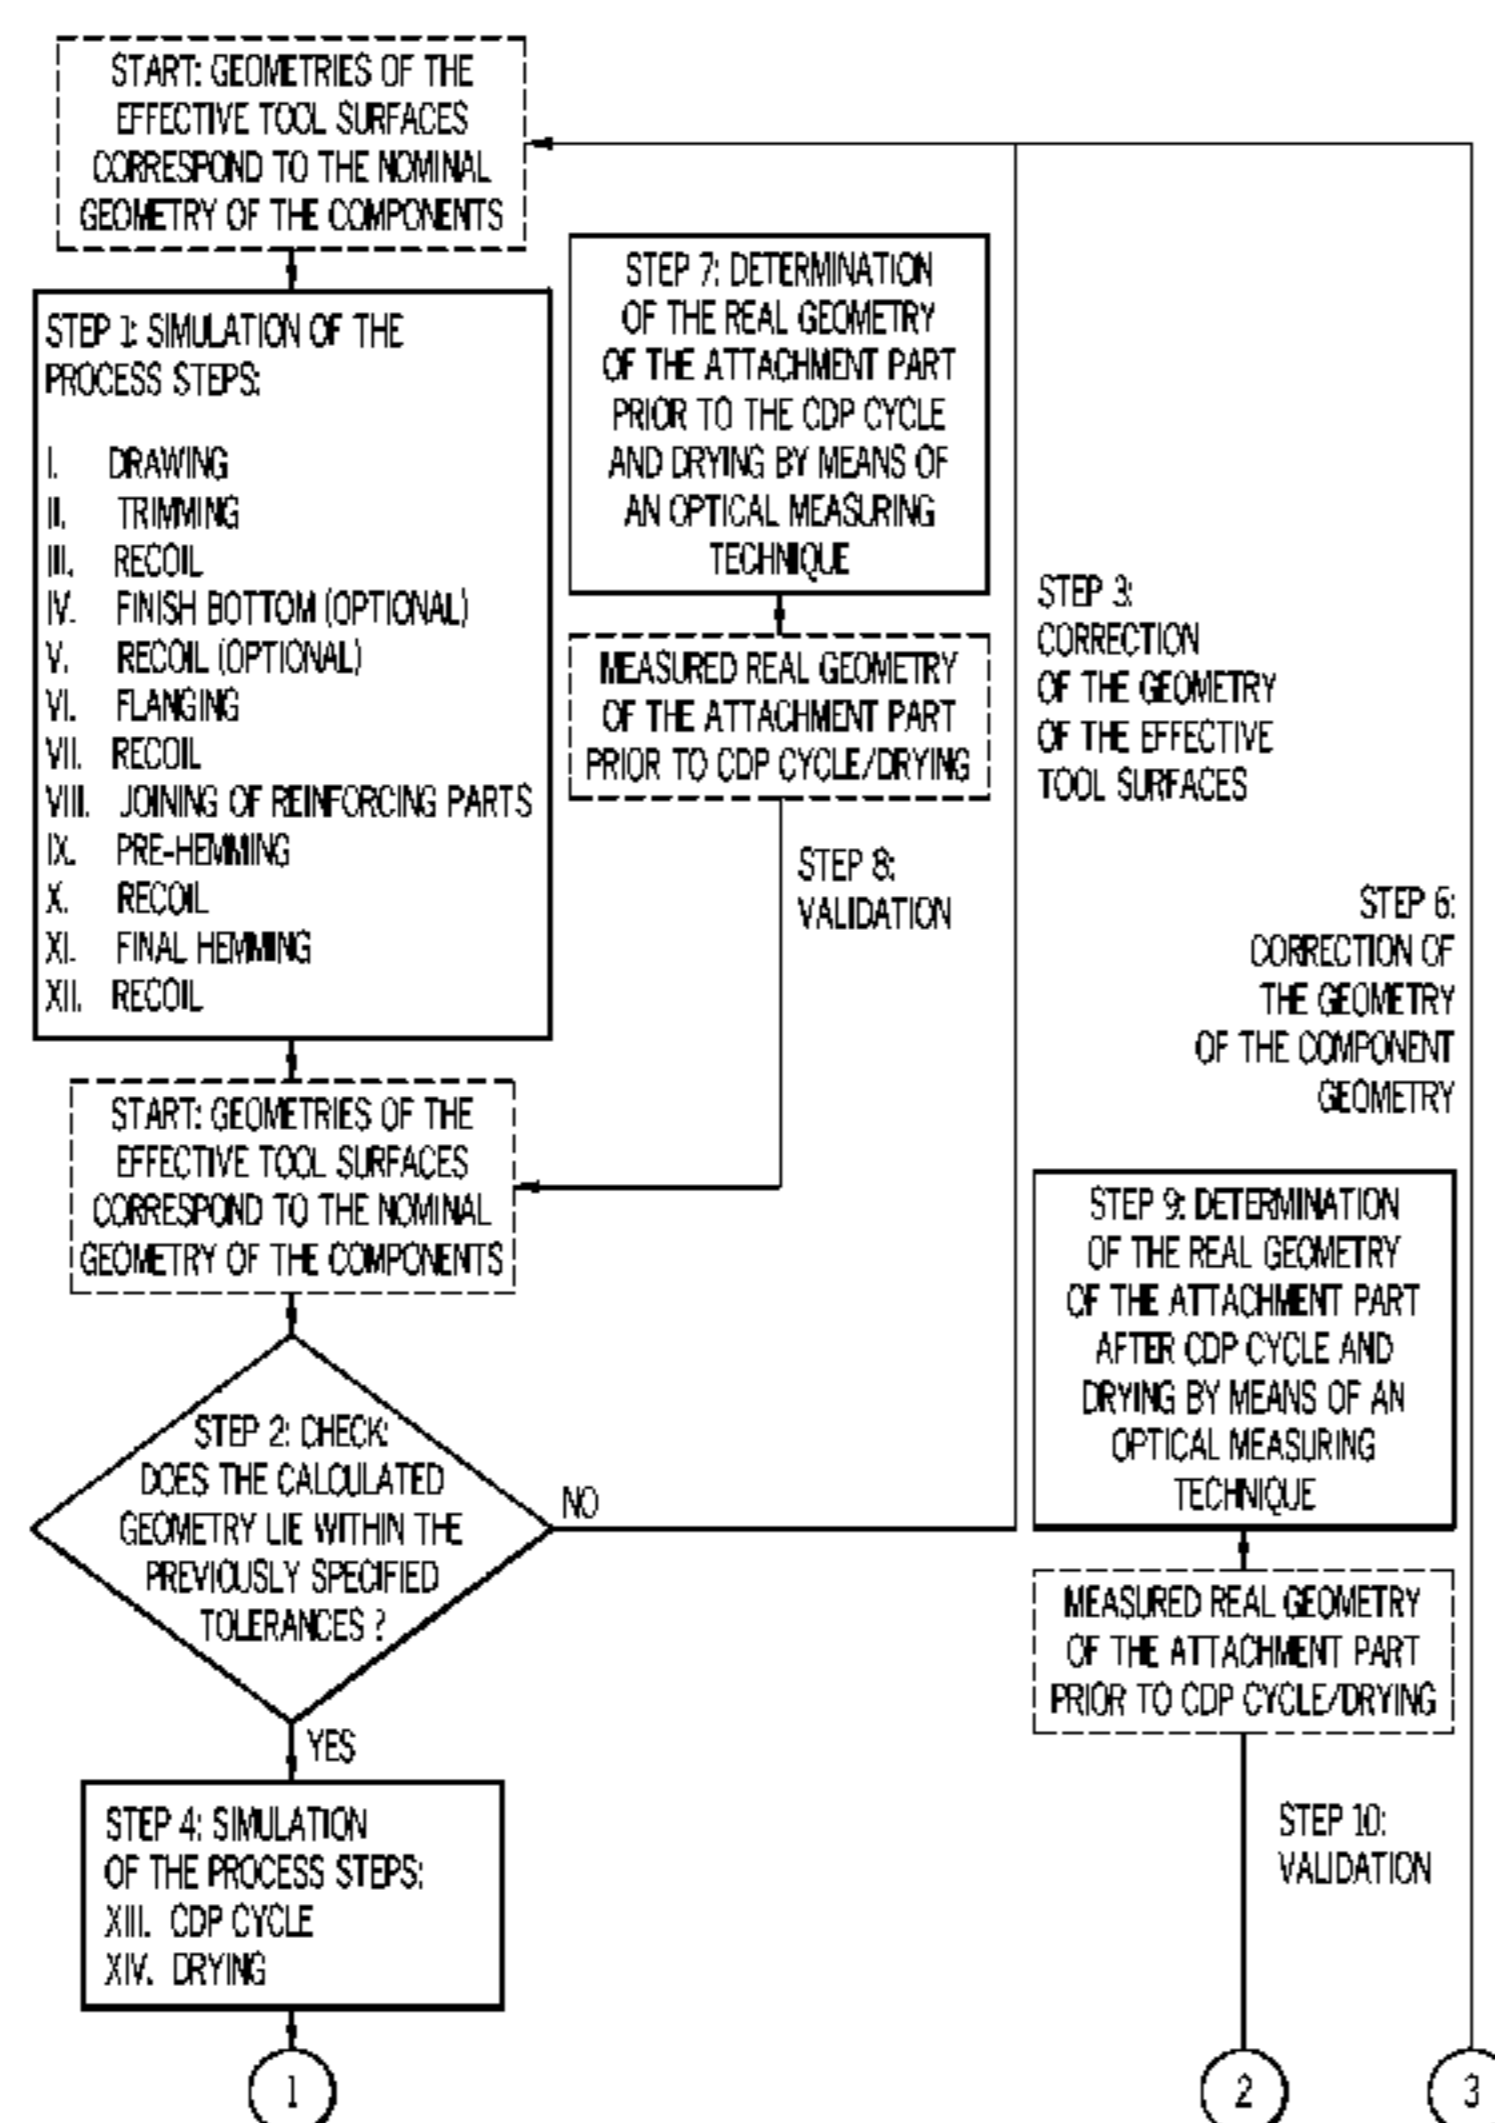 START: GEOMETRIES OF THE
EFFECTIVE TOOL SURFACES
CORRESPOND TO THE NOMINAL
GEOMETRY OF THE COMPONENTS
STEP 1: SIMULATION OF THE
PROCESS STEPS:
I. DRAWING
II. TRIMMING
III. RECOIL
IV. FINISH BOTTOM (OPTIONAL)
V. RECOIL (OPTIONAL)
VI. FLANGING
VII. RECOIL
VIII. JOINING OF REINFORCING PARTS
IX. PRE-HEMMING
X. RECOIL
XI. FINAL HEMMING
XII. RECOIL
STEP 7: DETERMINATION
OF THE REAL GEOMETRY
OF THE ATTACHMENT PART
PRIOR TO THE CDP CYCLE
AND DRYING BY MEANS OF
AN OPTICAL MEASURING
TECHNIQUE
MEASURED REAL GEOMETRY
OF THE ATTACHMENT PART
PRIOR TO CDP CYCLE/DRYING
STEP 8:
VALIDATION
STEP 3:
CORRECTION
OF THE GEOMETRY
OF THE EFFECTIVE
TOOL SURFACES
STEP 6:
CORRECTION OF
THE GEOMETRY
OF THE COMPONENT
GEOMETRY
START: GEOMETRIES OF THE
EFFECTIVE TOOL SURFACES
CORRESPOND TO THE NOMINAL
GEOMETRY OF THE COMPONENTS
STEP 2: CHECK:
DOES THE CALCULATED
GEOMETRY LIE WITHIN THE
PREVIOUSLY SPECIFIED
TOLERANCES ?
NO
YES
STEP 9: DETERMINATION
OF THE REAL GEOMETRY
OF THE ATTACHMENT PART
AFTER CDP CYCLE AND
DRYING BY MEANS OF AN
OPTICAL MEASURING
TECHNIQUE
MEASURED REAL GEOMETRY
OF THE ATTACHMENT PART
PRIOR TO CDP CYCLE/DRYING
STEP 10:
VALIDATION
STEP 4: SIMULATION
OF THE PROCESS STEPS:
XIII. CDP CYCLE
XIV. DRYING
1
2
3